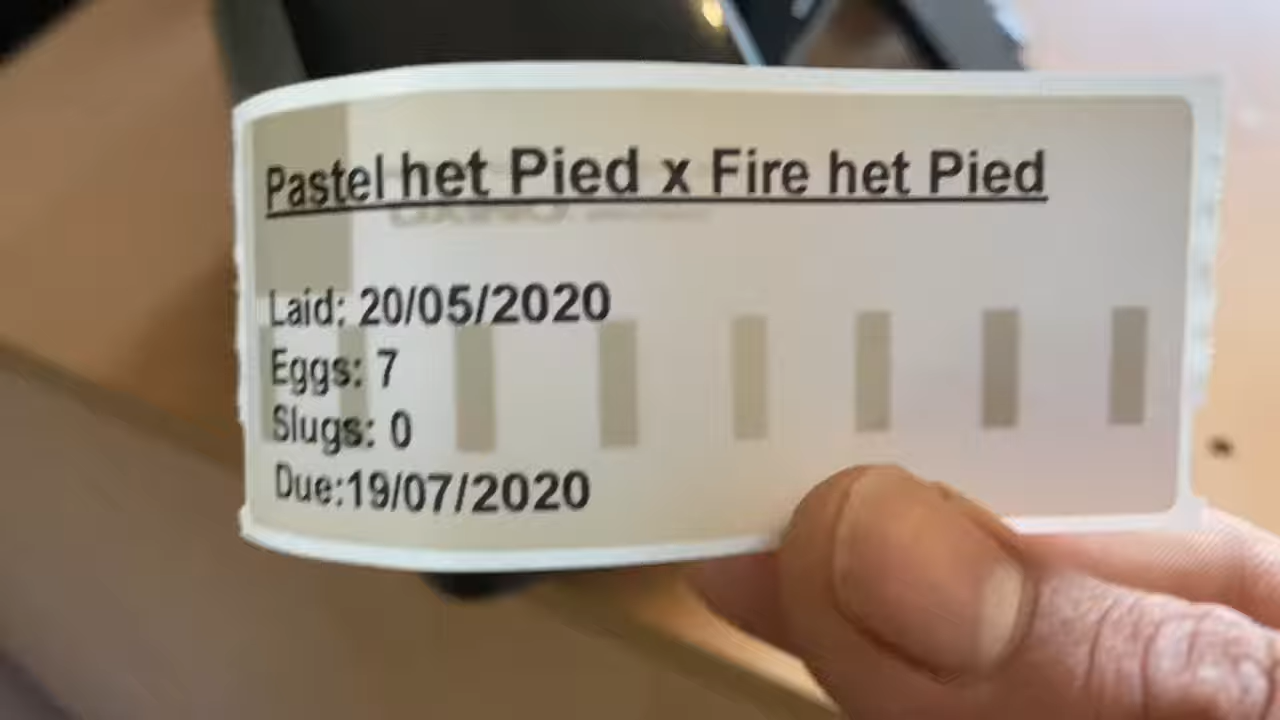 Pastel het Pied x Fire het Pied
Laid: 20/05/2020
Eggs: 7
Slugs: 0
Due:19/07/2020